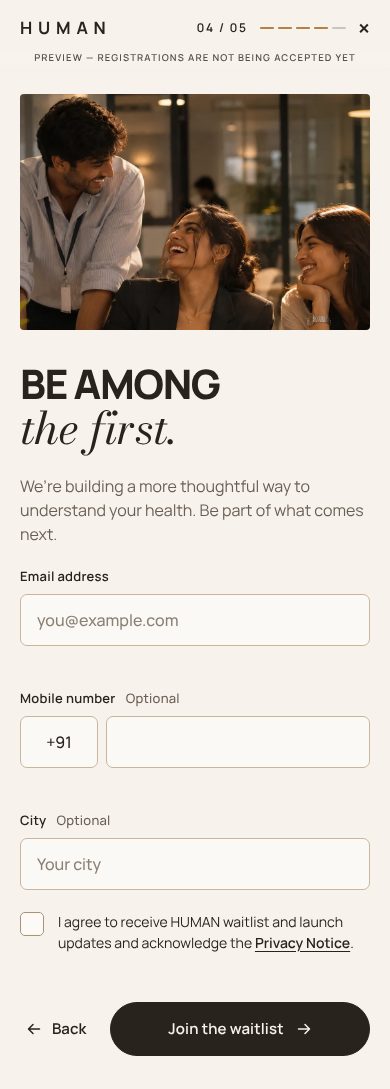 HUMAN
04 / 05
PREVIEW — REGISTRATIONS ARE NOT BEING ACCEPTED YET
BE AMONG
the first.
We're building a more thoughtful way to
understand your health. Be part of what comes
next.
Email address
you@example.com
Mobile number Optional
+91
City Optional
Your city
I agree to receive HUMAN waitlist and launch
updates and acknowledge the Privacy Notice.
← Back
Join the waitlist →